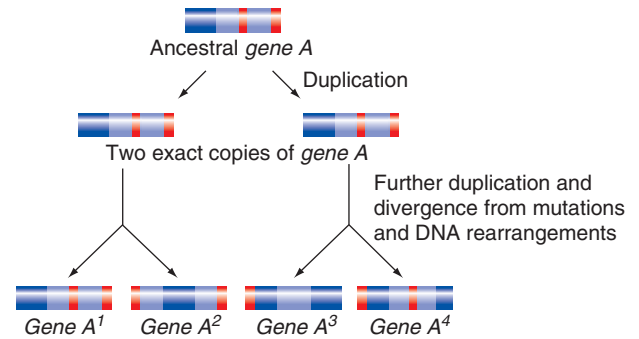 Ancestral gene A
Duplication
Two exact copies of gene A
Further duplication and
divergence from mutations
and DNA rearrangements
Gene A¹ Gene A² Gene A³ Gene A⁴